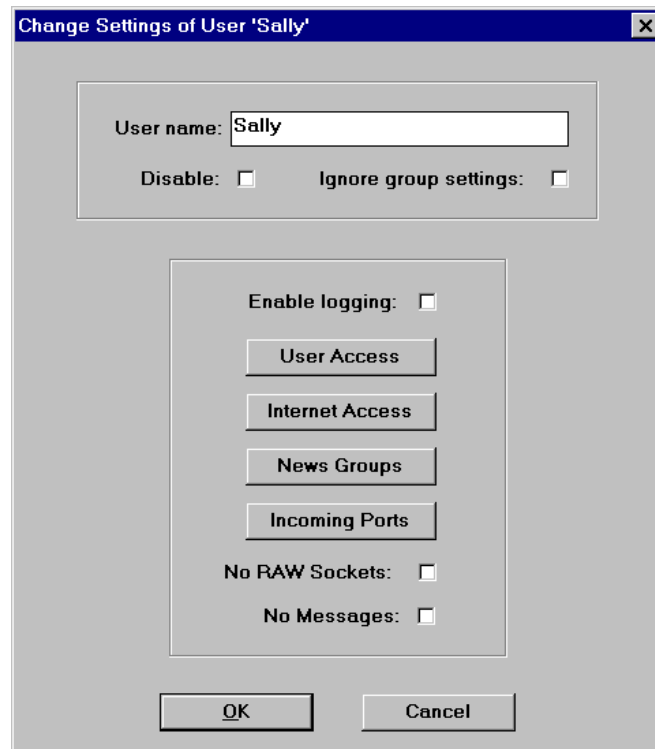 Change Settings of User 'Sally'
User name: Sally
Disable: Ignore group settings:
Enable logging:
User Access
Internet Access
News Groups
Incoming Ports
No RAW Sockets:
No Messages:
OK Cancel